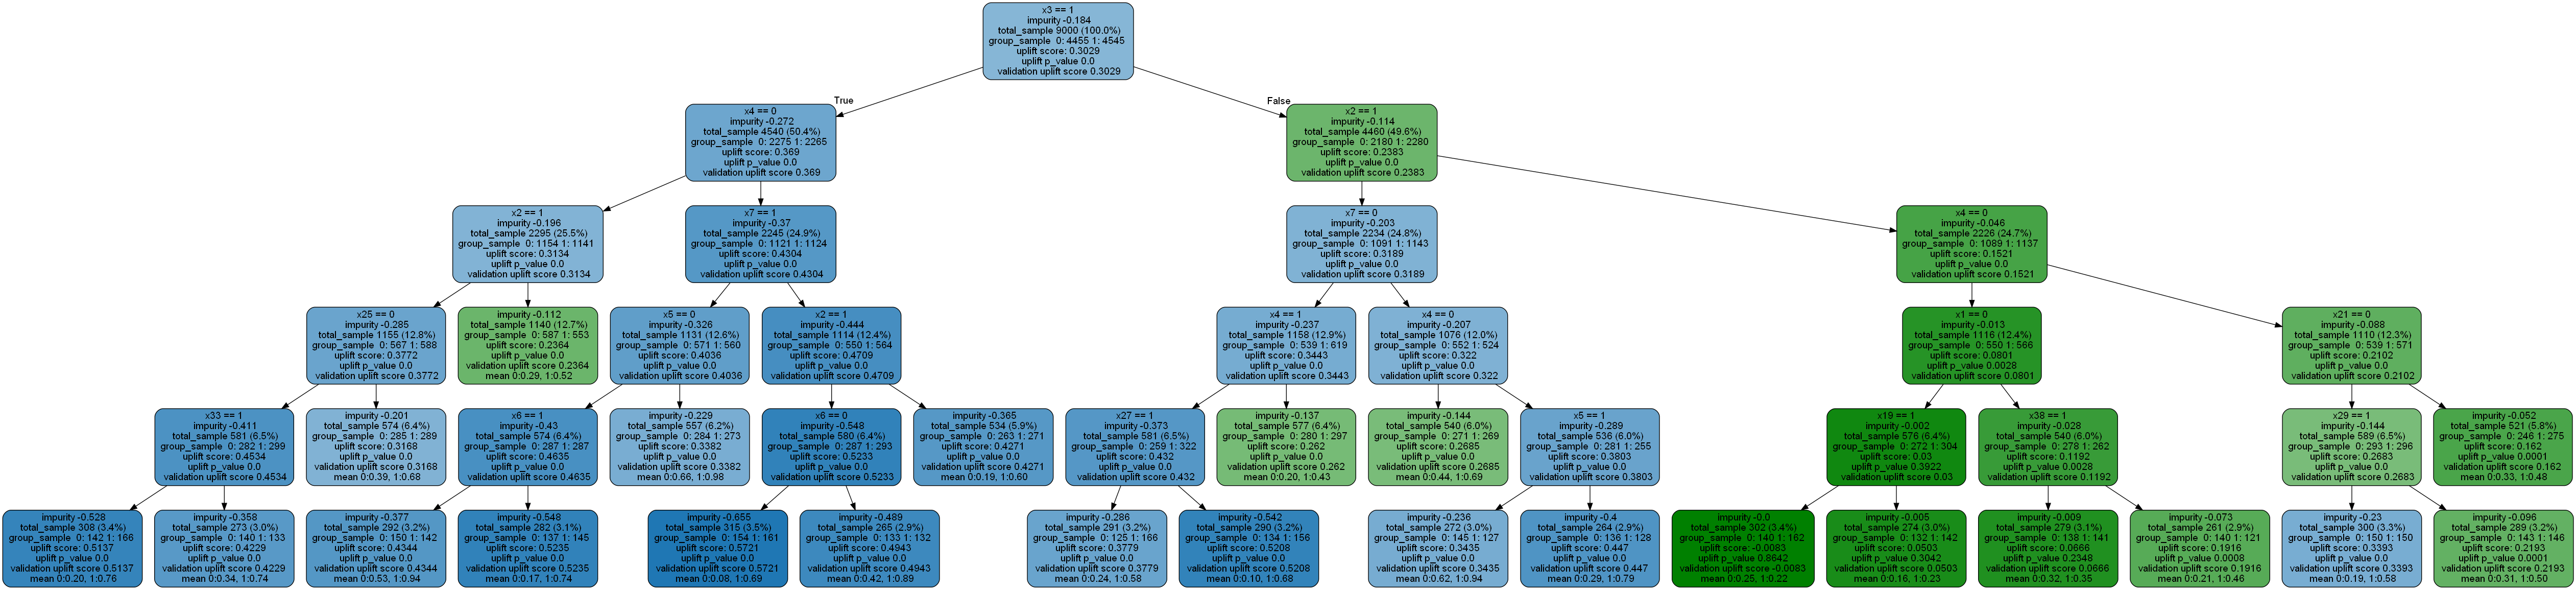 x3 == 1
impurity -0.184
total_sample 9000 (100.0%)
group_sample 0: 4455 1: 4545
uplift score: 0.3029
uplift p_value 0.0
validation uplift score 0.3029
True
False
x4 == 0
impurity -0.272
total_sample 4540 (50.4%)
group_sample 0: 2275 1: 2265
uplift score: 0.369
uplift p_value 0.0
validation uplift score 0.369
x2 == 1
impurity -0.114
total_sample 4460 (49.6%)
group_sample 0: 2180 1: 2280
uplift score: 0.2383
uplift p_value 0.0
validation uplift score 0.2383
x2 == 1
impurity -0.196
total_sample 2295 (25.5%)
group_sample 0: 1154 1: 1141
uplift score: 0.3134
uplift p_value 0.0
validation uplift score 0.3134
x7 == 1
impurity -0.37
total_sample 2245 (24.9%)
group_sample 0: 1121 1: 1124
uplift score: 0.4304
uplift p_value 0.0
validation uplift score 0.4304
x7 == 0
impurity -0.203
total_sample 2234 (24.8%)
group_sample 0: 1091 1: 1143
uplift score: 0.3189
uplift p_value 0.0
validation uplift score 0.3189
x4 == 0
impurity -0.046
total_sample 2226 (24.7%)
group_sample 0: 1089 1: 1137
uplift score: 0.1521
uplift p_value 0.0
validation uplift score 0.1521
x25 == 0
impurity -0.285
total_sample 1155 (12.8%)
group_sample 0: 567 1: 588
uplift score: 0.3772
uplift p_value 0.0
validation uplift score 0.3772
impurity -0.112
total_sample 1140 (12.7%)
group_sample 0: 587 1: 553
uplift score: 0.2364
uplift p_value 0.0
validation uplift score 0.2364
mean 0:0.29, 1:0.52
x5 == 0
impurity -0.326
total_sample 1131 (12.6%)
group_sample 0: 571 1: 560
uplift score: 0.4036
uplift p_value 0.0
validation uplift score 0.4036
x2 == 1
impurity -0.444
total_sample 1114 (12.4%)
group_sample 0: 550 1: 564
uplift score: 0.4709
uplift p_value 0.0
validation uplift score 0.4709
x4 == 1
impurity -0.237
total_sample 1158 (12.9%)
group_sample 0: 539 1: 619
uplift score: 0.3443
uplift p_value 0.0
validation uplift score 0.3443
x4 == 0
impurity -0.207
total_sample 1076 (12.0%)
group_sample 0: 552 1: 524
uplift score: 0.322
uplift p_value 0.0
validation uplift score 0.322
x1 == 0
impurity -0.013
total_sample 1116 (12.4%)
group_sample 0: 550 1: 566
uplift score: 0.0801
uplift p_value 0.0028
validation uplift score 0.0801
x21 == 0
impurity -0.088
total_sample 1110 (12.3%)
group_sample 0: 539 1: 571
uplift score: 0.2102
uplift p_value 0.0
validation uplift score 0.2102
x33 == 1
impurity -0.411
total_sample 581 (6.5%)
group_sample 0: 282 1: 299
uplift score: 0.4534
uplift p_value 0.0
validation uplift score 0.4534
impurity -0.201
total_sample 574 (6.4%)
group_sample 0: 285 1: 289
uplift score: 0.3168
uplift p_value 0.0
validation uplift score 0.3168
mean 0:0.39, 1:0.68
x6 == 1
impurity -0.43
total_sample 574 (6.4%)
group_sample 0: 287 1: 287
uplift score: 0.4635
uplift p_value 0.0
validation uplift score 0.4635
impurity -0.229
total_sample 557 (6.2%)
group_sample 0: 284 1: 273
uplift score: 0.3382
uplift p_value 0.0
validation uplift score 0.3382
mean 0:0.66, 1:0.98
x6 == 0
impurity -0.548
total_sample 580 (6.4%)
group_sample 0: 287 1: 293
uplift score: 0.5233
uplift p_value 0.0
validation uplift score 0.5233
impurity -0.365
total_sample 534 (5.9%)
group_sample 0: 263 1: 271
uplift score: 0.4271
uplift p_value 0.0
validation uplift score 0.4271
mean 0:0.19, 1:0.60
x27 == 1
impurity -0.373
total_sample 581 (6.5%)
group_sample 0: 259 1: 322
uplift score: 0.432
uplift p_value 0.0
validation uplift score 0.432
impurity -0.137
total_sample 577 (6.4%)
group_sample 0: 280 1: 297
uplift score: 0.262
uplift p_value 0.0
validation uplift score 0.262
mean 0:0.20, 1:0.43
impurity -0.144
total_sample 540 (6.0%)
group_sample 0: 271 1: 269
uplift score: 0.2685
uplift p_value 0.0
validation uplift score 0.2685
mean 0:0.44, 1:0.69
x5 == 1
impurity -0.289
total_sample 536 (6.0%)
group_sample 0: 281 1: 255
uplift score: 0.3803
uplift p_value 0.0
validation uplift score 0.3803
x19 == 1
impurity -0.002
total_sample 576 (6.4%)
group_sample 0: 272 1: 304
uplift score: 0.03
uplift p_value 0.3922
validation uplift score 0.03
x38 == 1
impurity -0.028
total_sample 540 (6.0%)
group_sample 0: 278 1: 262
uplift score: 0.1192
uplift p_value 0.0028
validation uplift score 0.1192
x29 == 1
impurity -0.144
total_sample 589 (6.5%)
group_sample 0: 293 1: 296
uplift score: 0.2683
uplift p_value 0.0
validation uplift score 0.2683
impurity -0.052
total_sample 521 (5.8%)
group_sample 0: 246 1: 275
uplift score: 0.162
uplift p_value 0.0001
validation uplift score 0.162
mean 0:0.33, 1:0.48
impurity -0.528
total_sample 308 (3.4%)
group_sample 0: 142 1: 166
uplift score: 0.5137
uplift p_value 0.0
validation uplift score 0.5137
mean 0:0.20, 1:0.76
impurity -0.358
total_sample 273 (3.0%)
group_sample 0: 140 1: 133
uplift score: 0.4229
uplift p_value 0.0
validation uplift score 0.4229
mean 0:0.34, 1:0.74
impurity -0.377
total_sample 292 (3.2%)
group_sample 0: 150 1: 142
uplift score: 0.4344
uplift p_value 0.0
validation uplift score 0.4344
mean 0:0.53, 1:0.94
impurity -0.548
total_sample 282 (3.1%)
group_sample 0: 137 1: 145
uplift score: 0.5235
uplift p_value 0.0
validation uplift score 0.5235
mean 0:0.17, 1:0.74
impurity -0.655
total_sample 315 (3.5%)
group_sample 0: 154 1: 161
uplift score: 0.5721
uplift p_value 0.0
validation uplift score 0.5721
mean 0:0.08, 1:0.69
impurity -0.489
total_sample 265 (2.9%)
group_sample 0: 133 1: 132
uplift score: 0.4943
uplift p_value 0.0
validation uplift score 0.4943
mean 0:0.42, 1:0.89
impurity -0.286
total_sample 291 (3.2%)
group_sample 0: 125 1: 166
uplift score: 0.3779
uplift p_value 0.0
validation uplift score 0.3779
mean 0:0.24, 1:0.58
impurity -0.542
total_sample 290 (3.2%)
group_sample 0: 134 1: 156
uplift score: 0.5208
uplift p_value 0.0
validation uplift score 0.5208
mean 0:0.10, 1:0.68
impurity -0.236
total_sample 272 (3.0%)
group_sample 0: 145 1: 127
uplift score: 0.3435
uplift p_value 0.0
validation uplift score 0.3435
mean 0:0.62, 1:0.94
impurity -0.4
total_sample 264 (2.9%)
group_sample 0: 136 1: 128
uplift score: 0.447
uplift p_value 0.0
validation uplift score 0.447
mean 0:0.29, 1:0.79
impurity -0.0
total_sample 302 (3.4%)
group_sample 0: 140 1: 162
uplift score: -0.0083
uplift p_value 0.8642
validation uplift score -0.0083
mean 0:0.25, 1:0.22
impurity -0.005
total_sample 274 (3.0%)
group_sample 0: 132 1: 142
uplift score: 0.0503
uplift p_value 0.3042
validation uplift score 0.0503
mean 0:0.16, 1:0.23
impurity -0.009
total_sample 279 (3.1%)
group_sample 0: 138 1: 141
uplift score: 0.0666
uplift p_value 0.2348
validation uplift score 0.0666
mean 0:0.32, 1:0.35
impurity -0.073
total_sample 261 (2.9%)
group_sample 0: 140 1: 121
uplift score: 0.1916
uplift p_value 0.0008
validation uplift score 0.1916
mean 0:0.21, 1:0.46
impurity -0.23
total_sample 300 (3.3%)
group_sample 0: 150 1: 150
uplift score: 0.3393
uplift p_value 0.0
validation uplift score 0.3393
mean 0:0.19, 1:0.58
impurity -0.096
total_sample 289 (3.2%)
group_sample 0: 143 1: 146
uplift score: 0.2193
uplift p_value 0.0001
validation uplift score 0.2193
mean 0:0.31, 1:0.50